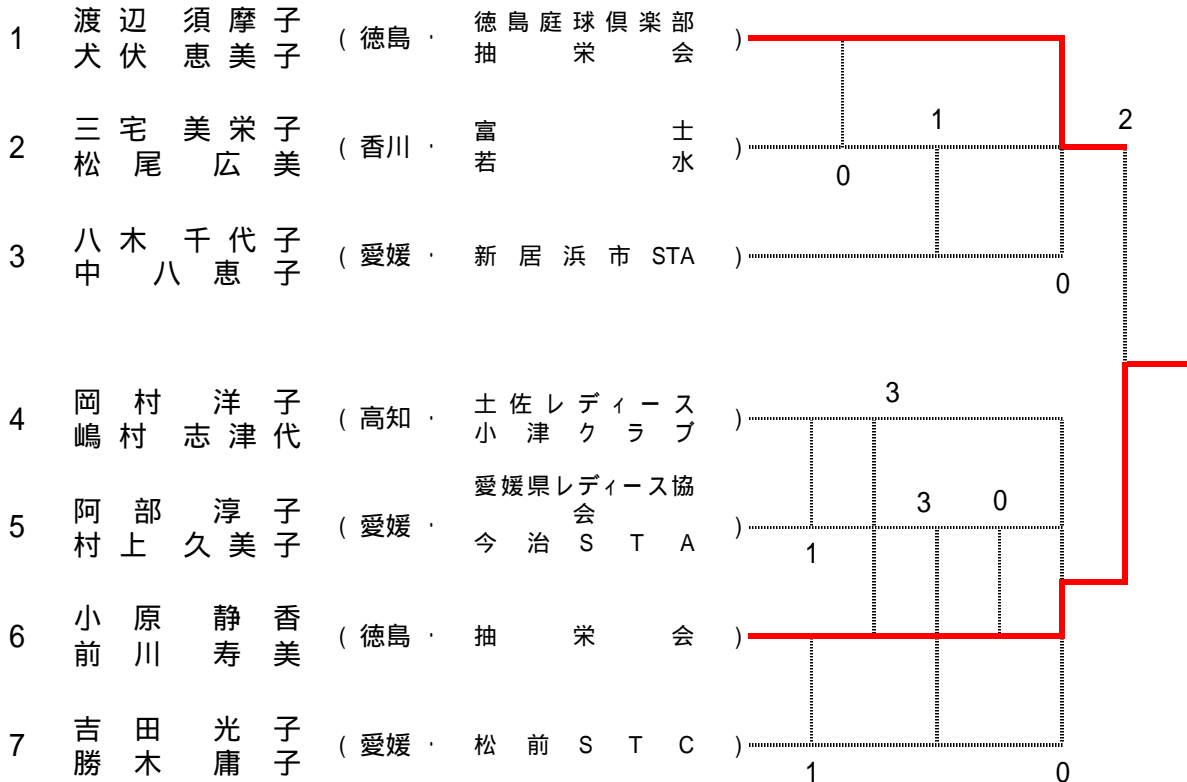 1 渡辺 須摩子 (徳島・ 徳島庭球倶楽部 )
犬伏 恵美子 抽栄会
1 2
2 三宅 美栄子 (香川・ 富士 )
松尾 広美 若水
0
3 八木 千代子 (愛媛・ 新居浜市STA )
中 八恵子
0
3
4 岡村 洋子 (高知・ 土佐レディース )
嶋村 志津代 小津クラブ
愛媛県レディース協
3 0
5 阿部 淳子 (愛媛・ 会 )
村上 久美子 今治STA
1
6 小原 静香 (徳島・ 抽栄会 )
前川 寿美
7 吉田 光子 (愛媛・ 松前STC )
勝木 庸子
1 0